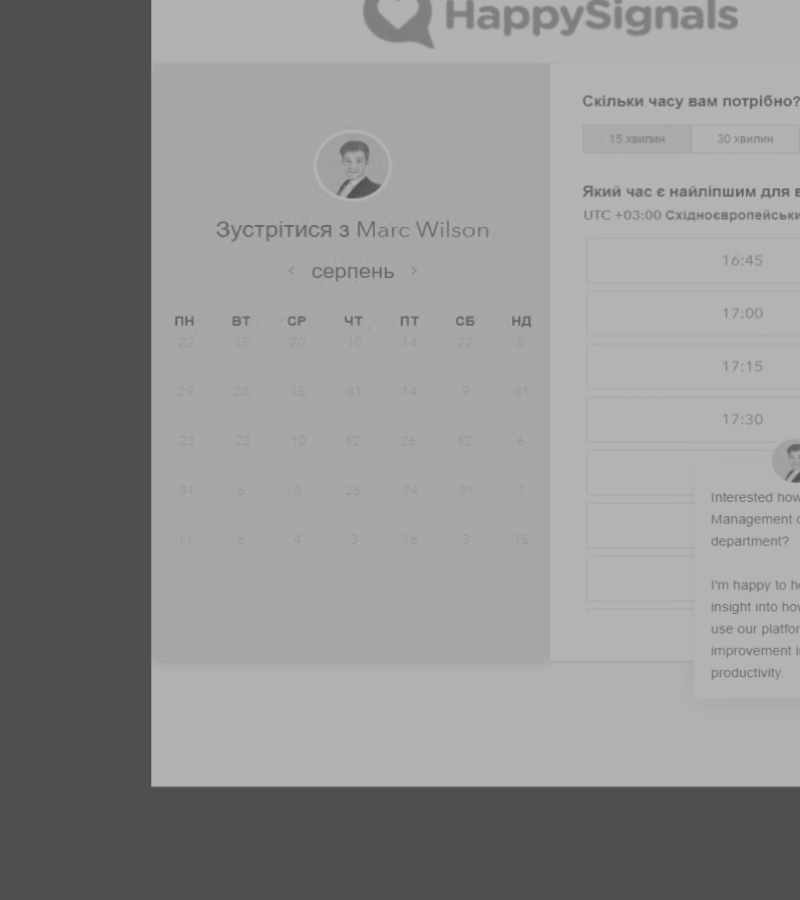 HappySignals
Зустрітися з Marc Wilson
серпень
ПН ВТ СР ЧТ ПТ СБ НД
22 15 20 10 14 22 5
29 28 15 31 14 9 31
23 23 10 12 26 12 6
31 6 8 26 24 31 7
11 6 4 3 16 3 15
Скільки часу вам потрібно?
15 хвилин 30 хвилин
Який час є найліпшим для в
UTC +03:00 Східноєвропейськи
16:45
17:00
17:15
17:30
Interested how
Management
department?
I'm happy to he
insight into how
use our platfor
improvement i
productivity.